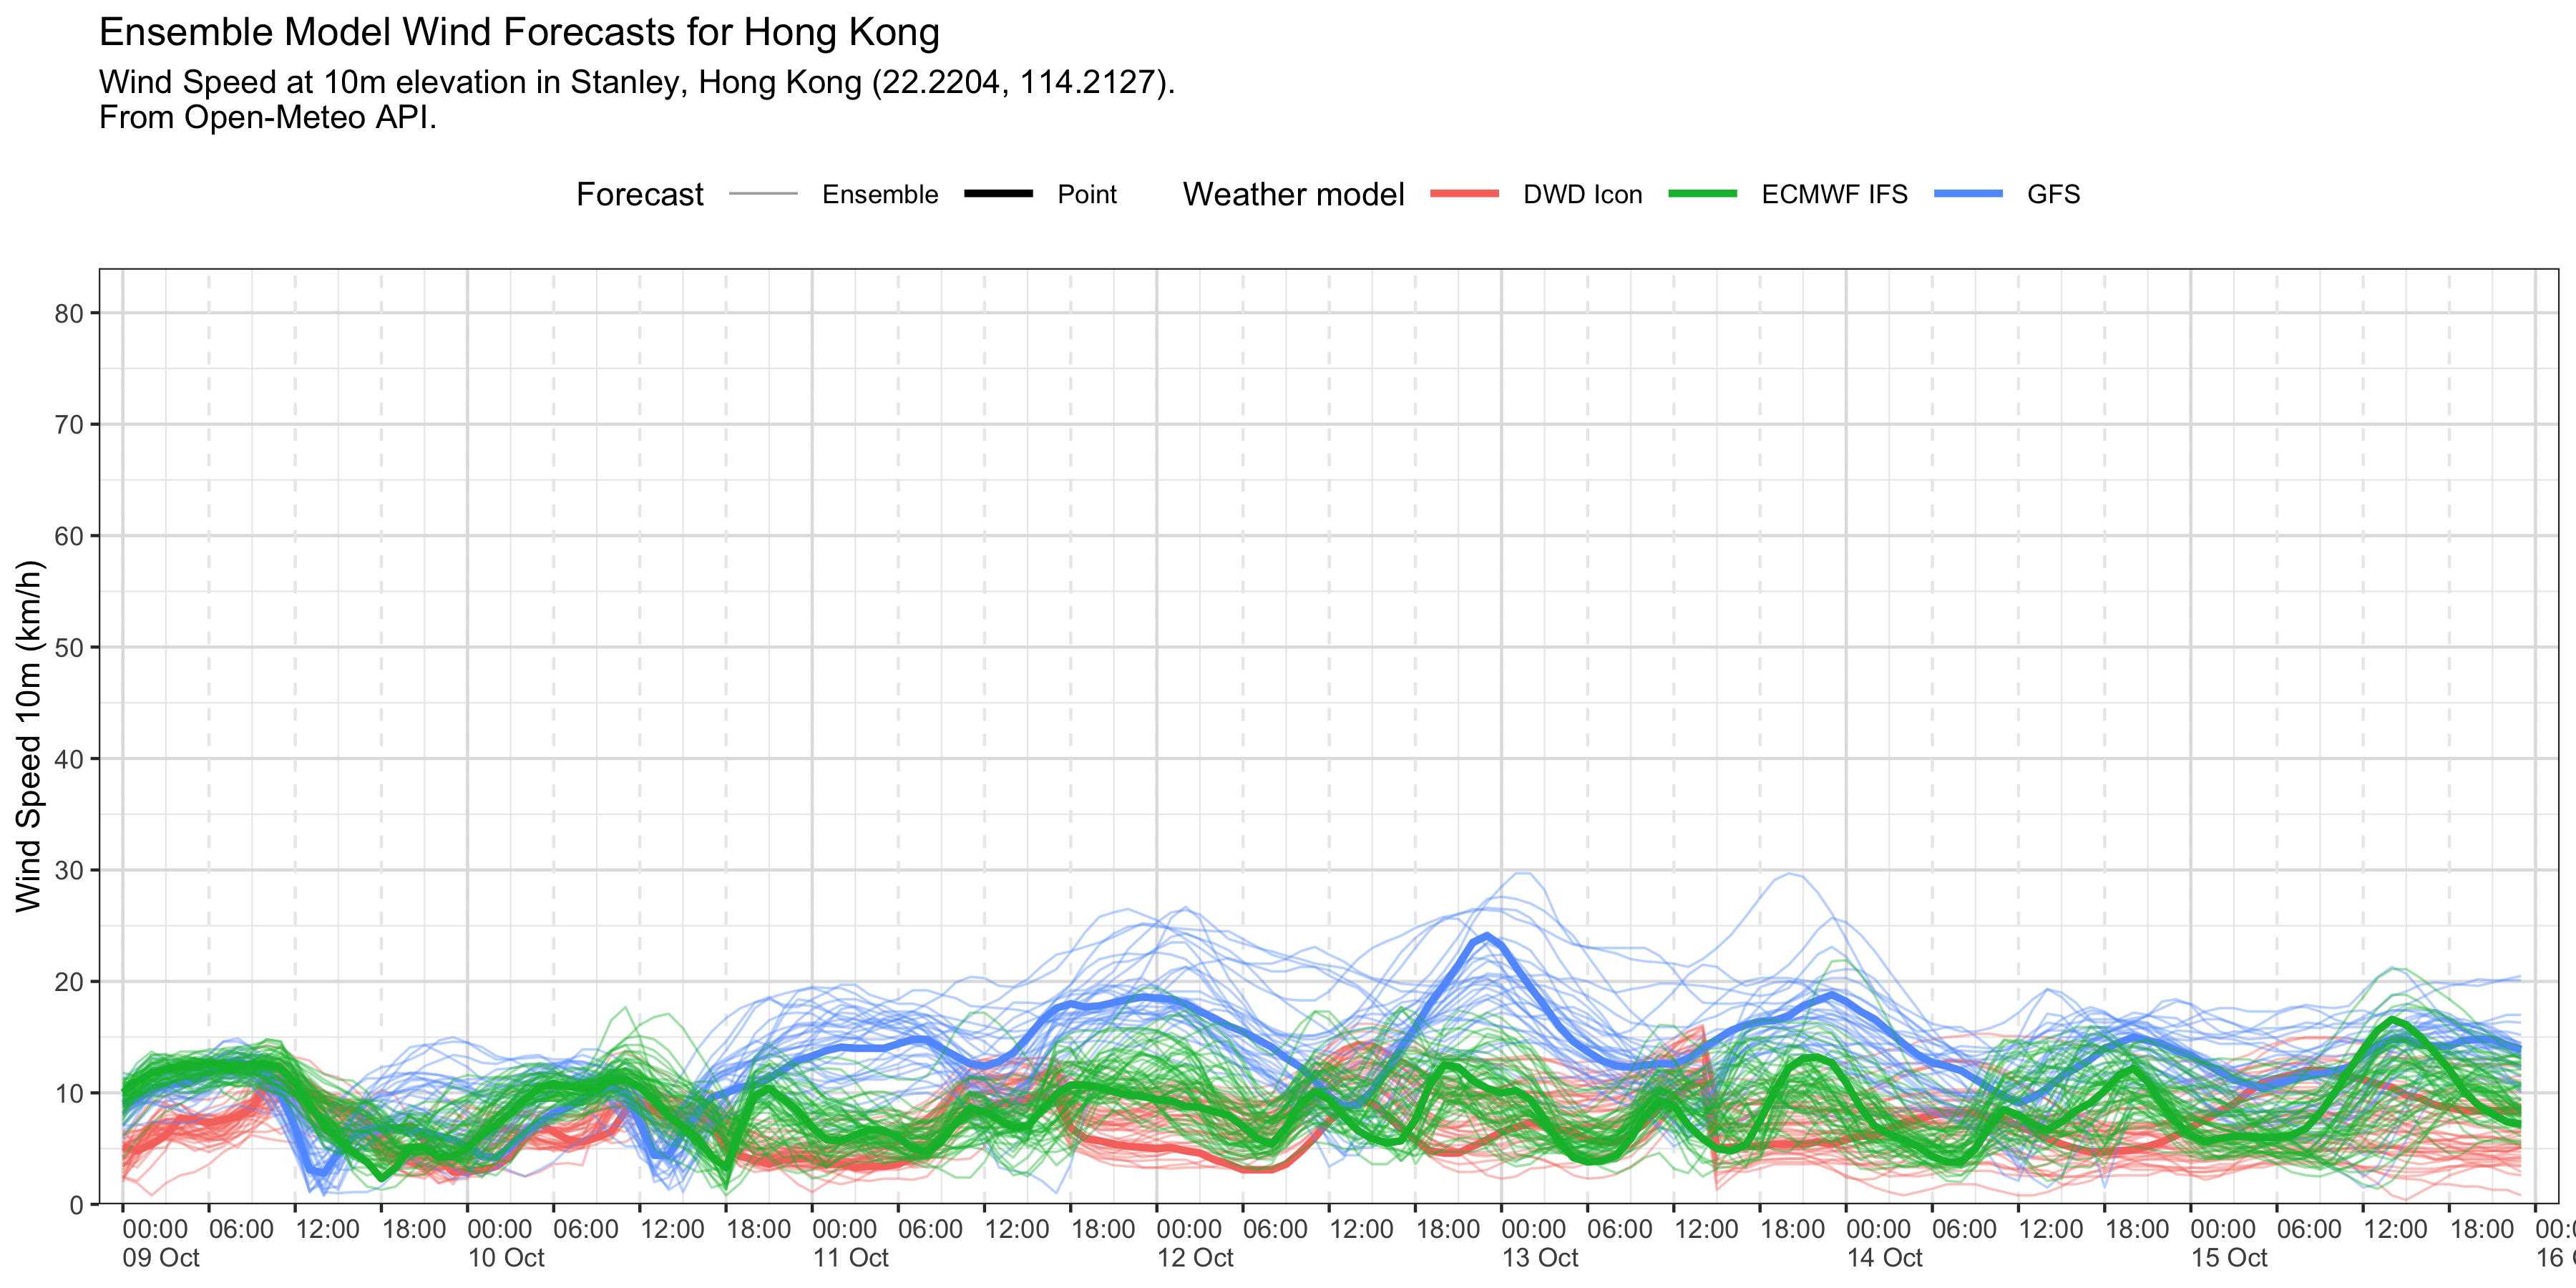 Ensemble Model Wind Forecasts for Hong Kong
Wind Speed at 10m elevation in Stanley, Hong Kong (22.2204, 114.2127).
From Open-Meteo API.
Forecast Ensemble Point Weather model DWD Icon ECMWF IFS GFS
Wind Speed 10m (km/h)
80
70
60
50
40
30
20
10
0
00:00 06:00 12:00 18:00 00:00 06:00 12:00 18:00 00:00 06:00 12:00 18:00 00:00 06:00 12:00 18:00 00:00 06:00 12:00 18:00 00:00 06:00 12:00 18:00 00:00 06:00 12:00 18:00 00:0
09 Oct 10 Oct 11 Oct 12 Oct 13 Oct 14 Oct 15 Oct 16